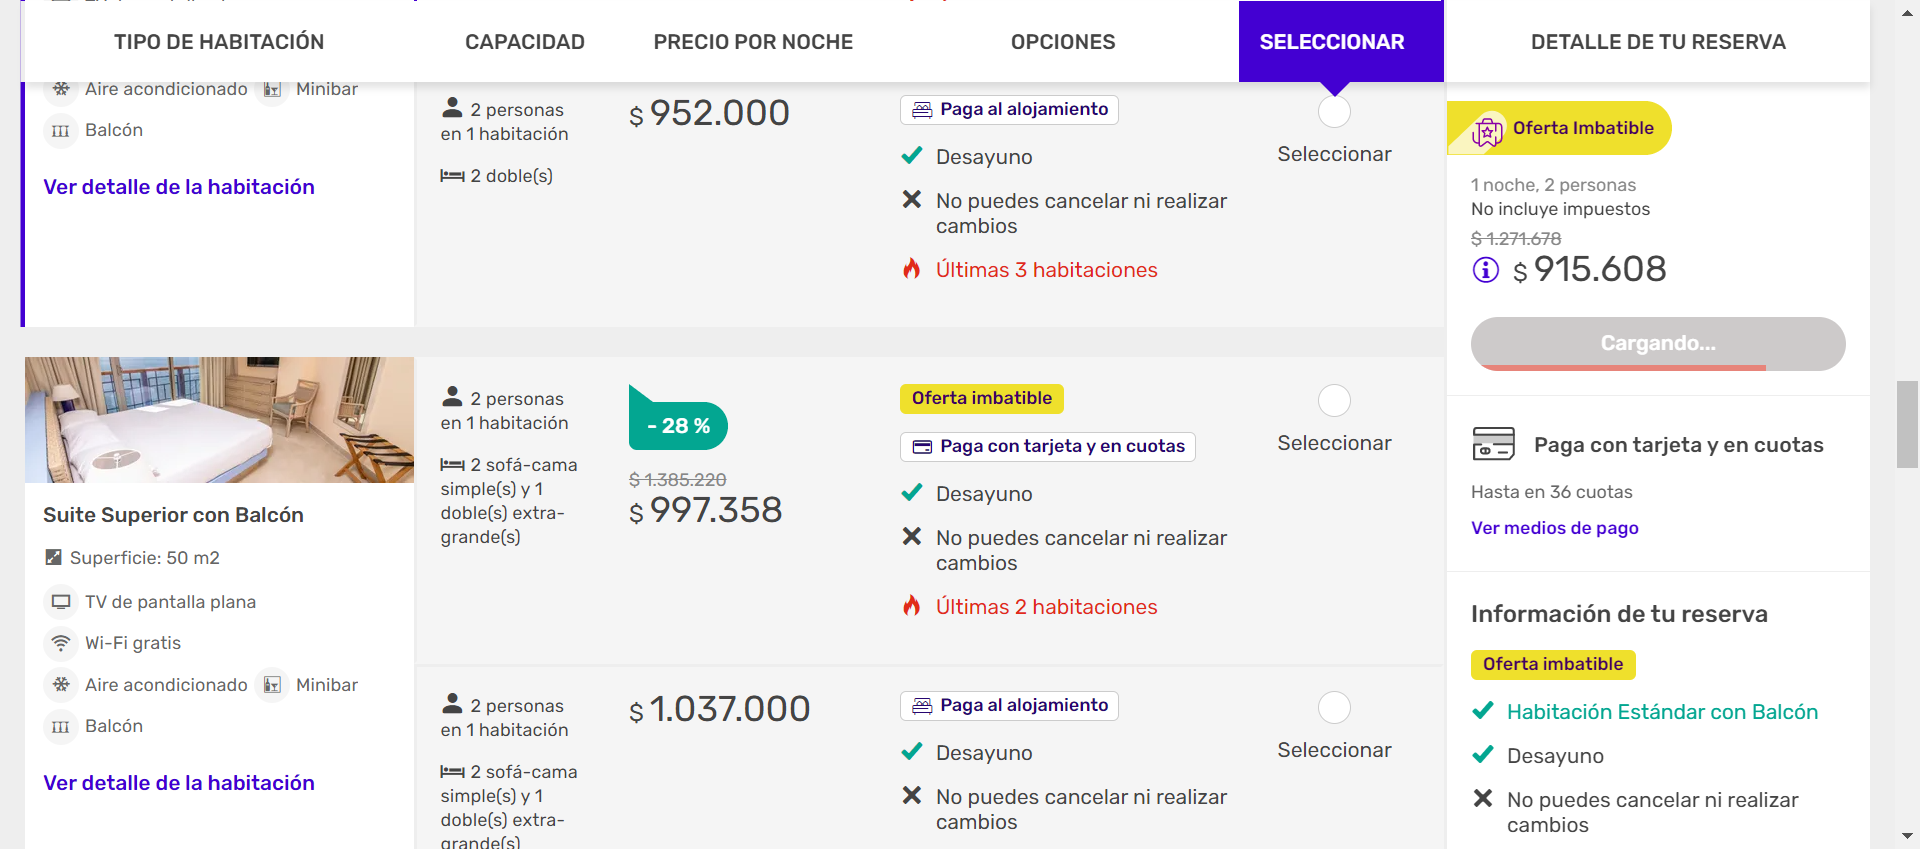 TIPO DE HABITACIÓN
CAPACIDAD
PRECIO POR NOCHE
OPCIONES
SELECCIONAR
DETALLE DE TU RESERVA
Aire acondicionado
Minibar
Balcón
Ver detalle de la habitación
2 personas
en 1 habitación
2 doble(s)
$ 952.000
Paga al alojamiento
Desayuno
No puedes cancelar ni realizar
cambios
Últimas 3 habitaciones
Seleccionar
Suite Superior con Balcón
Superficie: 50 m2
TV de pantalla plana
Wi-Fi gratis
Aire acondicionado
Minibar
Balcón
Ver detalle de la habitación
2 personas
en 1 habitación
2 sofá-cama
simple(s) y 1
doble(s) extra-
grande(s)
- 28 %
$ 1.385.220
$ 997.358
Oferta imbatible
Paga con tarjeta y en cuotas
Desayuno
No puedes cancelar ni realizar
cambios
Últimas 2 habitaciones
Seleccionar
2 personas
en 1 habitación
2 sofá-cama
simple(s) y 1
doble(s) extra-
grande(s)
$ 1.037.000
Paga al alojamiento
Desayuno
No puedes cancelar ni realizar
cambios
Seleccionar
Oferta Imbatible
1 noche, 2 personas
No incluye impuestos
$ 1.271.678
$ 915.608
Cargando...
Paga con tarjeta y en cuotas
Hasta en 36 cuotas
Ver medios de pago
Información de tu reserva
Oferta imbatible
Habitación Estándar con Balcón
Desayuno
No puedes cancelar ni realizar
cambios